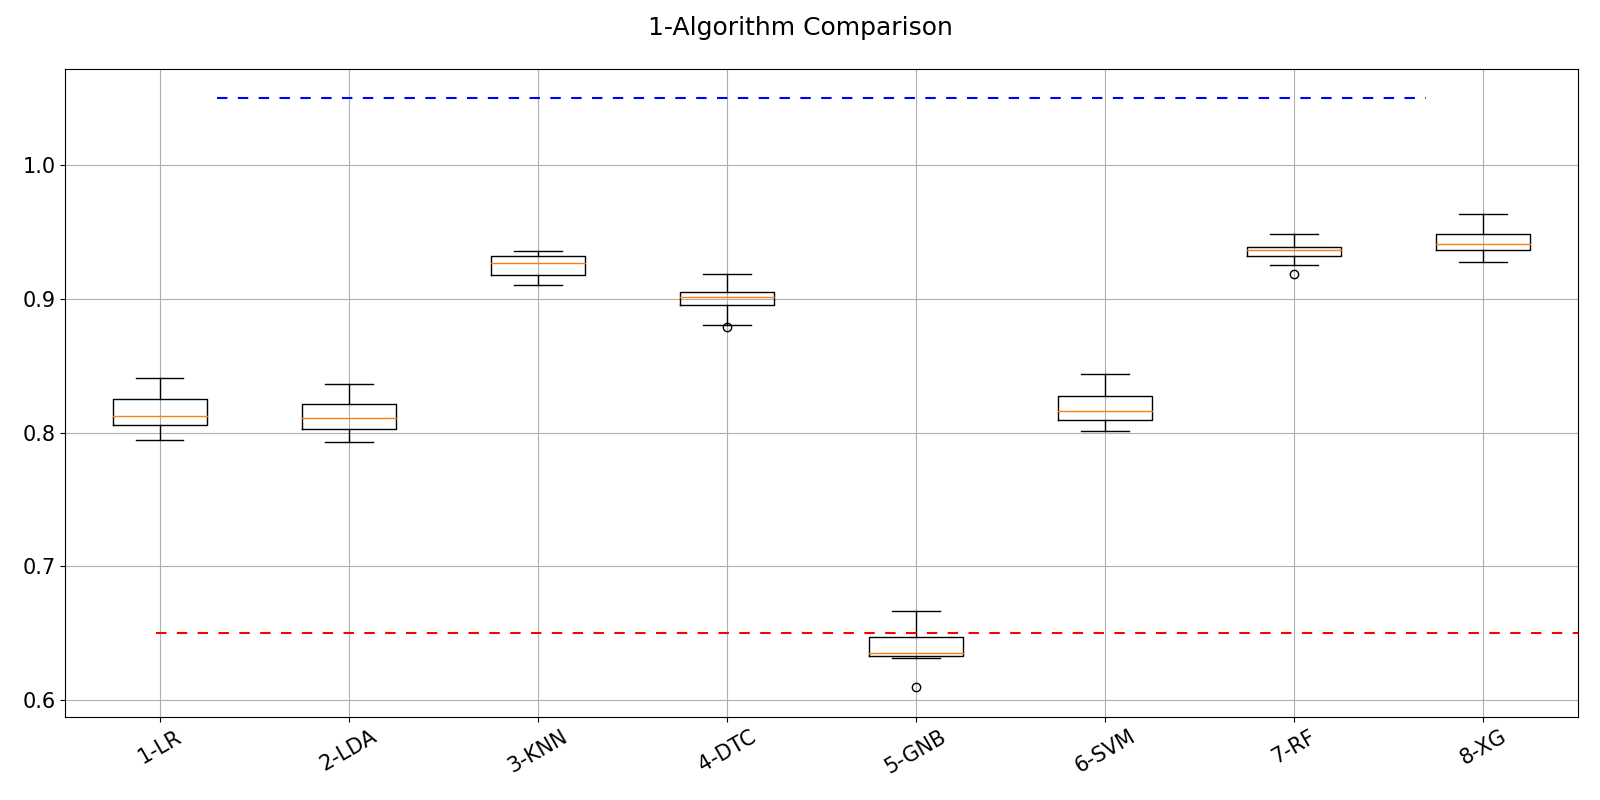 1-Algorithm Comparison
1.0
0.9
0.8
0.7
0.6
1-LR
2-LDA
3-KNN
4-DTC
5-GNB
6-SVM
7-RF
8-XG